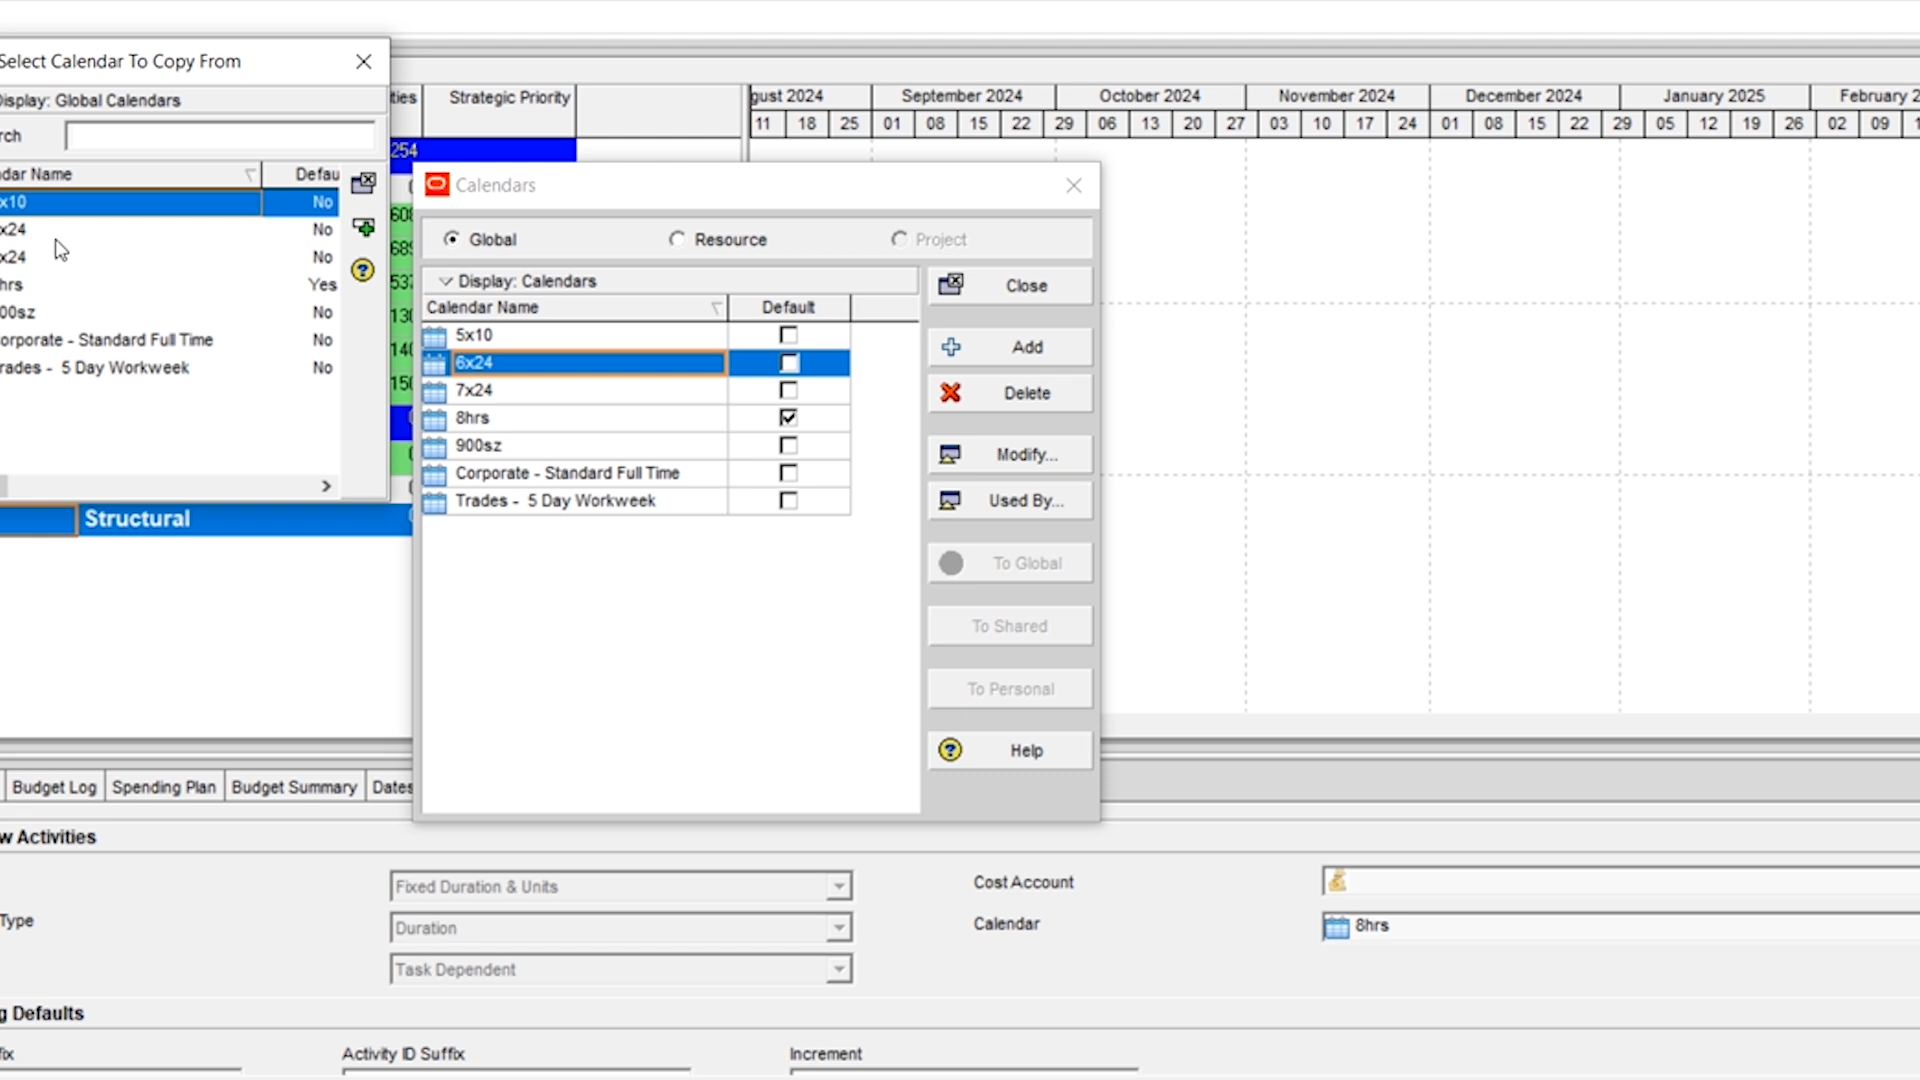 Select Calendar To Copy From
Display: Global Calendars
Name
Defau
x10 No
x24 No
x24 No
hrs Yes
00sz No
orporate - Standard Full Time No
rades - 5 Day Workweek No
Strategic Priority
254
August 2024 September 2024 October 2024 November 2024 December 2024 January 2025 February 2
11 18 25 01 08 15 22 29 06 13 20 27 03 10 17 24 01 08 15 22 29 05 12 19 26 02 09
Calendars
Global Resource Project
Display: Calendars
Calendar Name Default
5x10
6x24
7x24
8hrs
900sz
Corporate - Standard Full Time
Trades - 5 Day Workweek
Close
Add
Delete
Modify...
Used By...
To Global
To Shared
To Personal
Help
Structural
Budget Log Spending Plan Budget Summary Dates
w Activities
Fixed Duration & Units
Type Duration
Task Dependent
Cost Account
Calendar 8hrs
g Defaults
fix Activity ID Suffix Increment